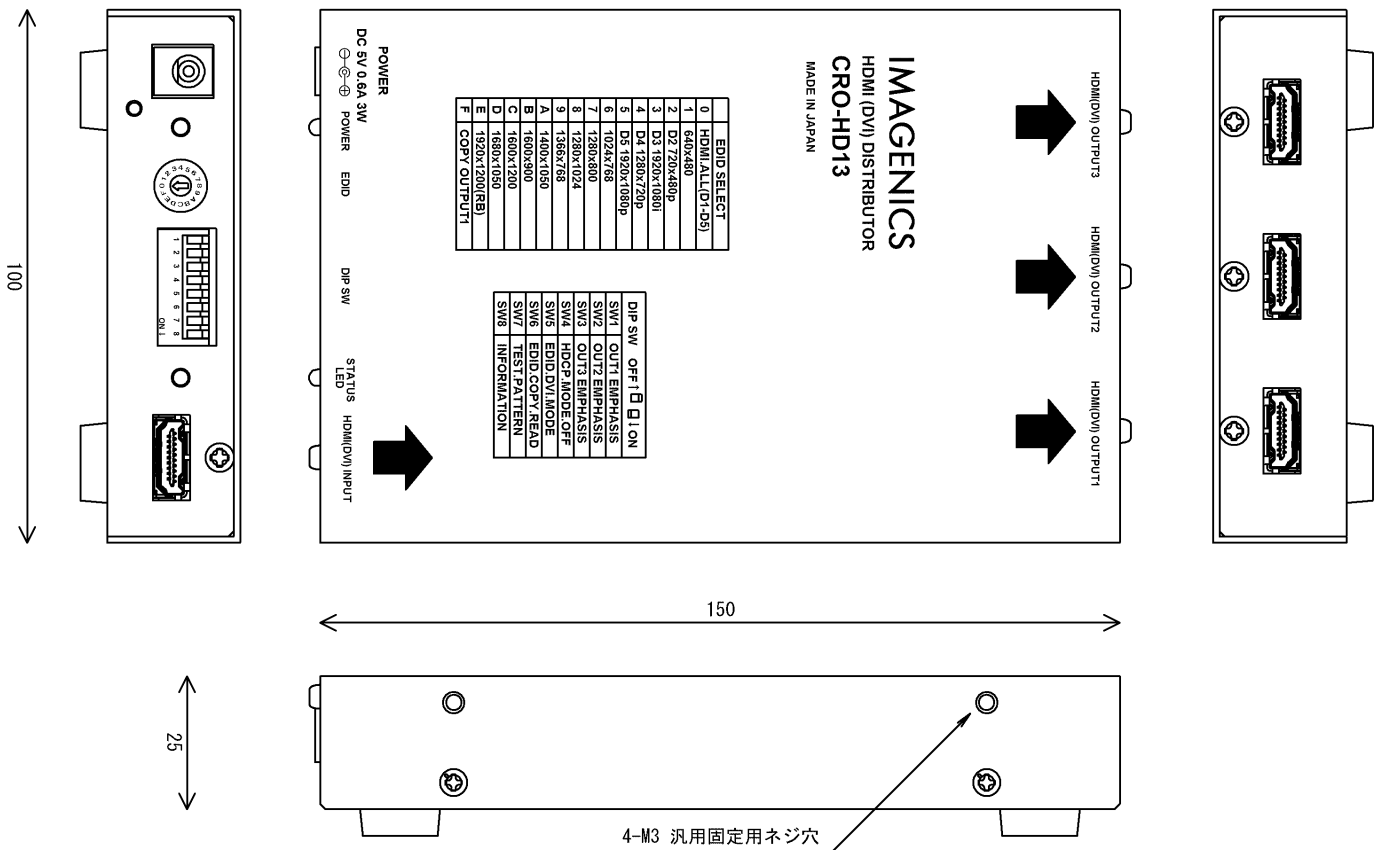 IMAGENICS
HDMI (DVI) DISTRIBUTOR
CRO-HD13
MADE IN JAPAN
HDMI(DVI) OUTPUT3
HDMI(DVI) OUTPUT2
HDMI(DVI) OUTPUT1
EDID SELECT
0 HDMI.ALL(D1-D5)
1 640x480
2 D2 720x480p
3 D3 1920x1080i
4 D4 1280x720p
5 D5 1920x1080p
6 1024x768
7 1280x800
8 1280x1024
9 1366x768
A 1400x1050
B 1600x900
C 1600x1200
D 1680x1050
E 1920x1200(RB)
F COPY OUTPUT1
DIP SW OFF↑ ↓ON
SW1 OUT1 EMPHASIS
SW2 OUT2 EMPHASIS
SW3 OUT3 EMPHASIS
SW4 HDCP.MODE.OFF
SW5 EDID.DVI.MODE
SW6 EDID.COPY.READ
SW7 TEST.PATTERN
SW8 INFORMATION
POWER
DC 5V 0.6A 3W
POWER
EDID
DIP SW
STATUS
LED
HDMI(DVI) INPUT
0123456789ABCDEF
1 2 3 4 5 6 7 8
ON↓
100
150
25
4-M3 汎用固定用ネジ穴